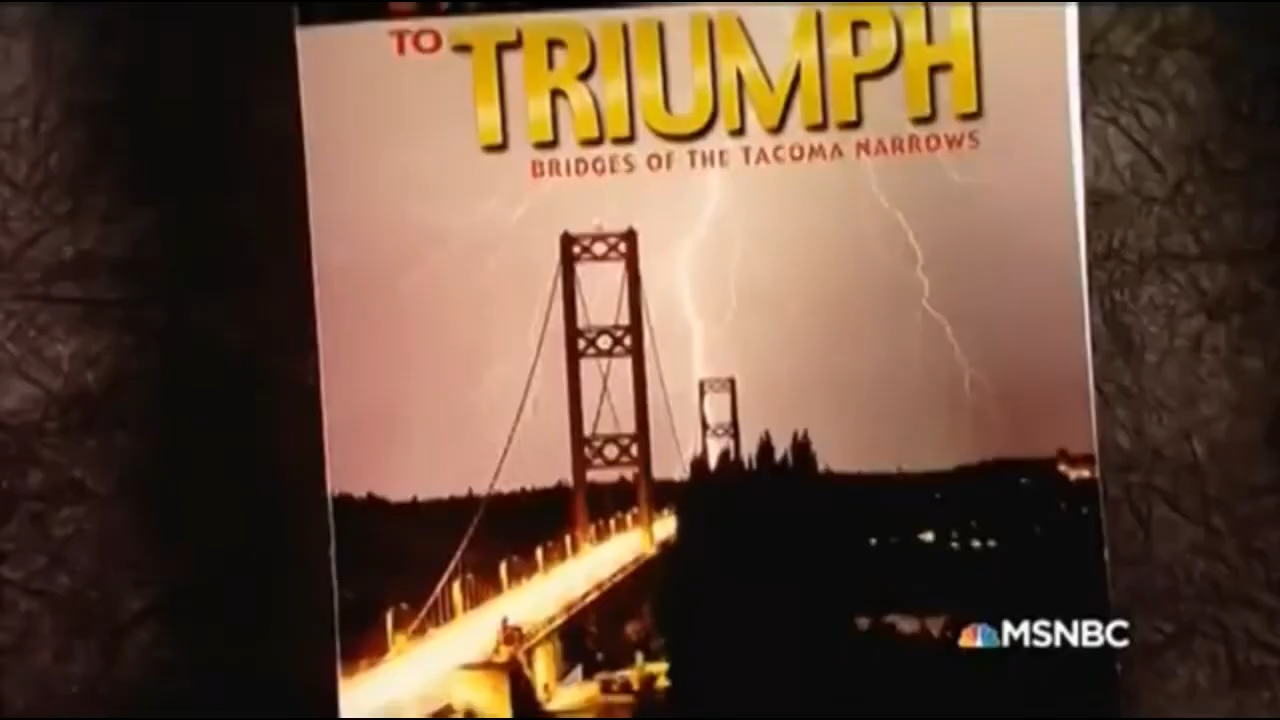 TO TRIUMPH
BRIDGES OF THE TACOMA NARROWS
MSNBC